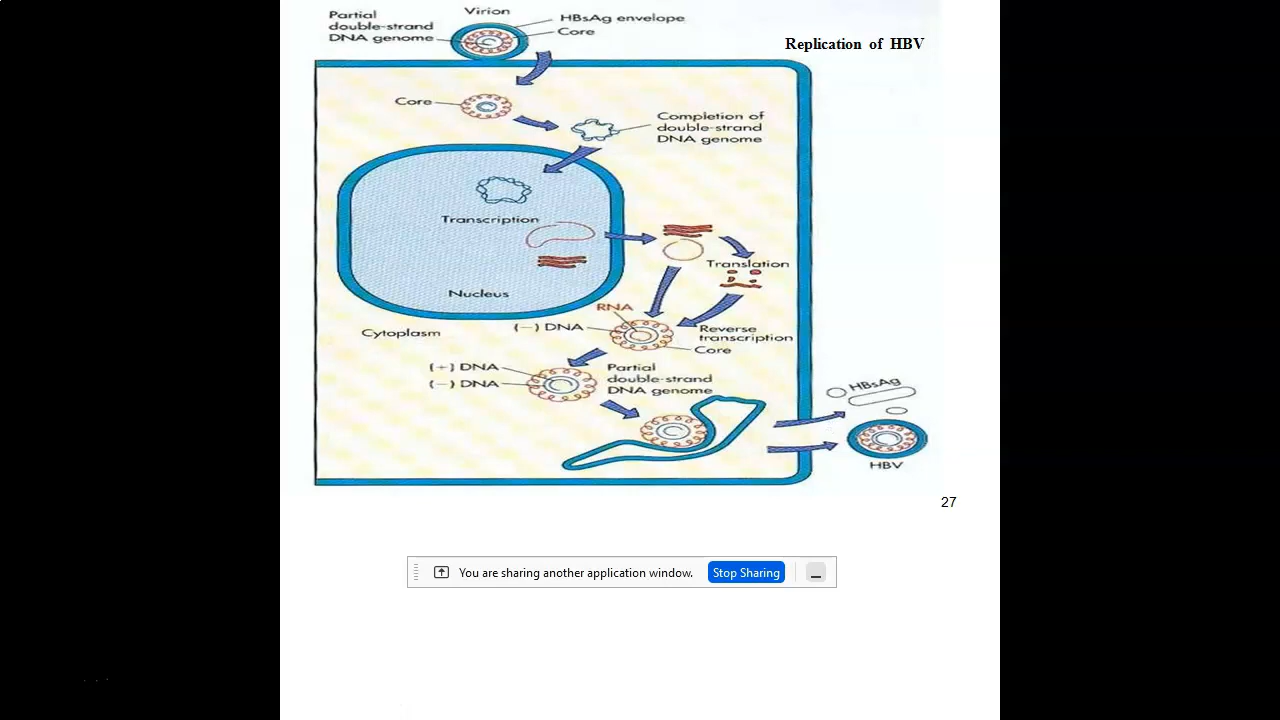 Partial
double-strand
DNA genome
Virion
HBsAg envelope
Core
Replication of HBV
Core
Completion of
double-strand
DNA genome
Transcription
Translation
Nucleus
RNA
(−) DNA
Reverse
transcription
Core
Cytoplasm
(+) DNA
(−) DNA
Partial
double-strand
DNA genome
HBsAg
HBV
27
You are sharing another application window.
Stop Sharing